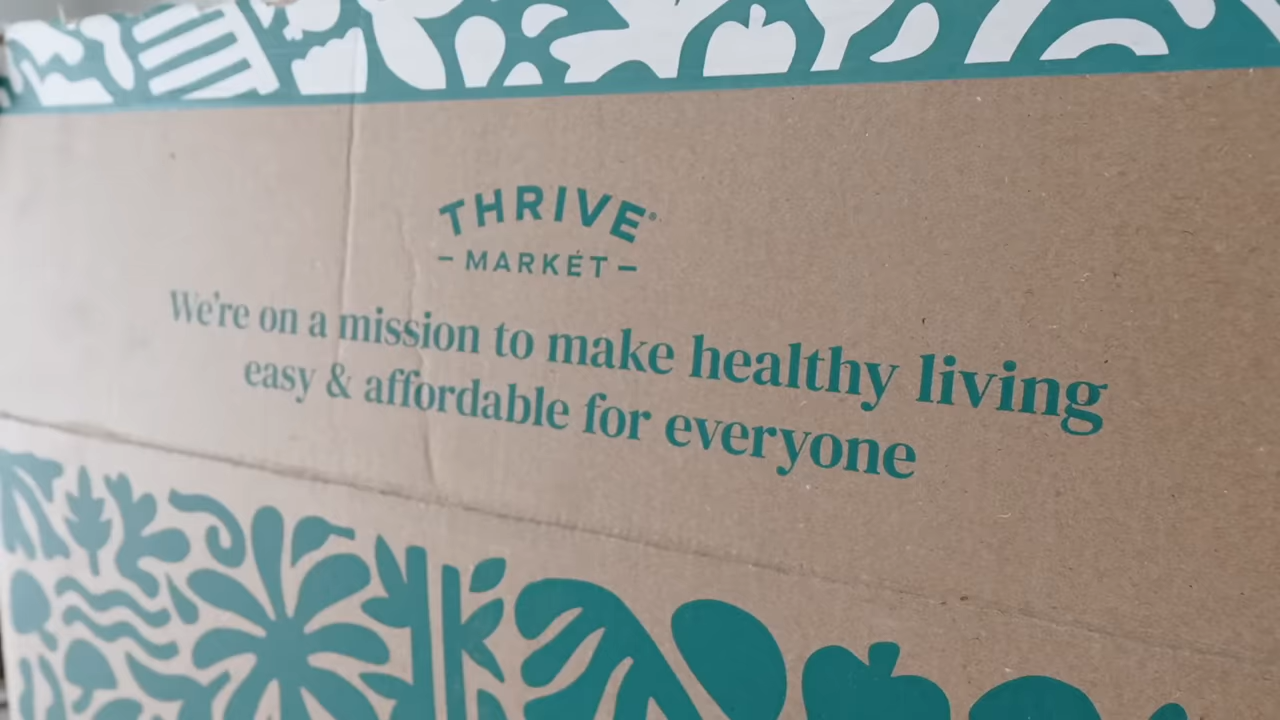 THRIVE®
– MARKET –
We're on a mission to make healthy living
easy & affordable for everyone